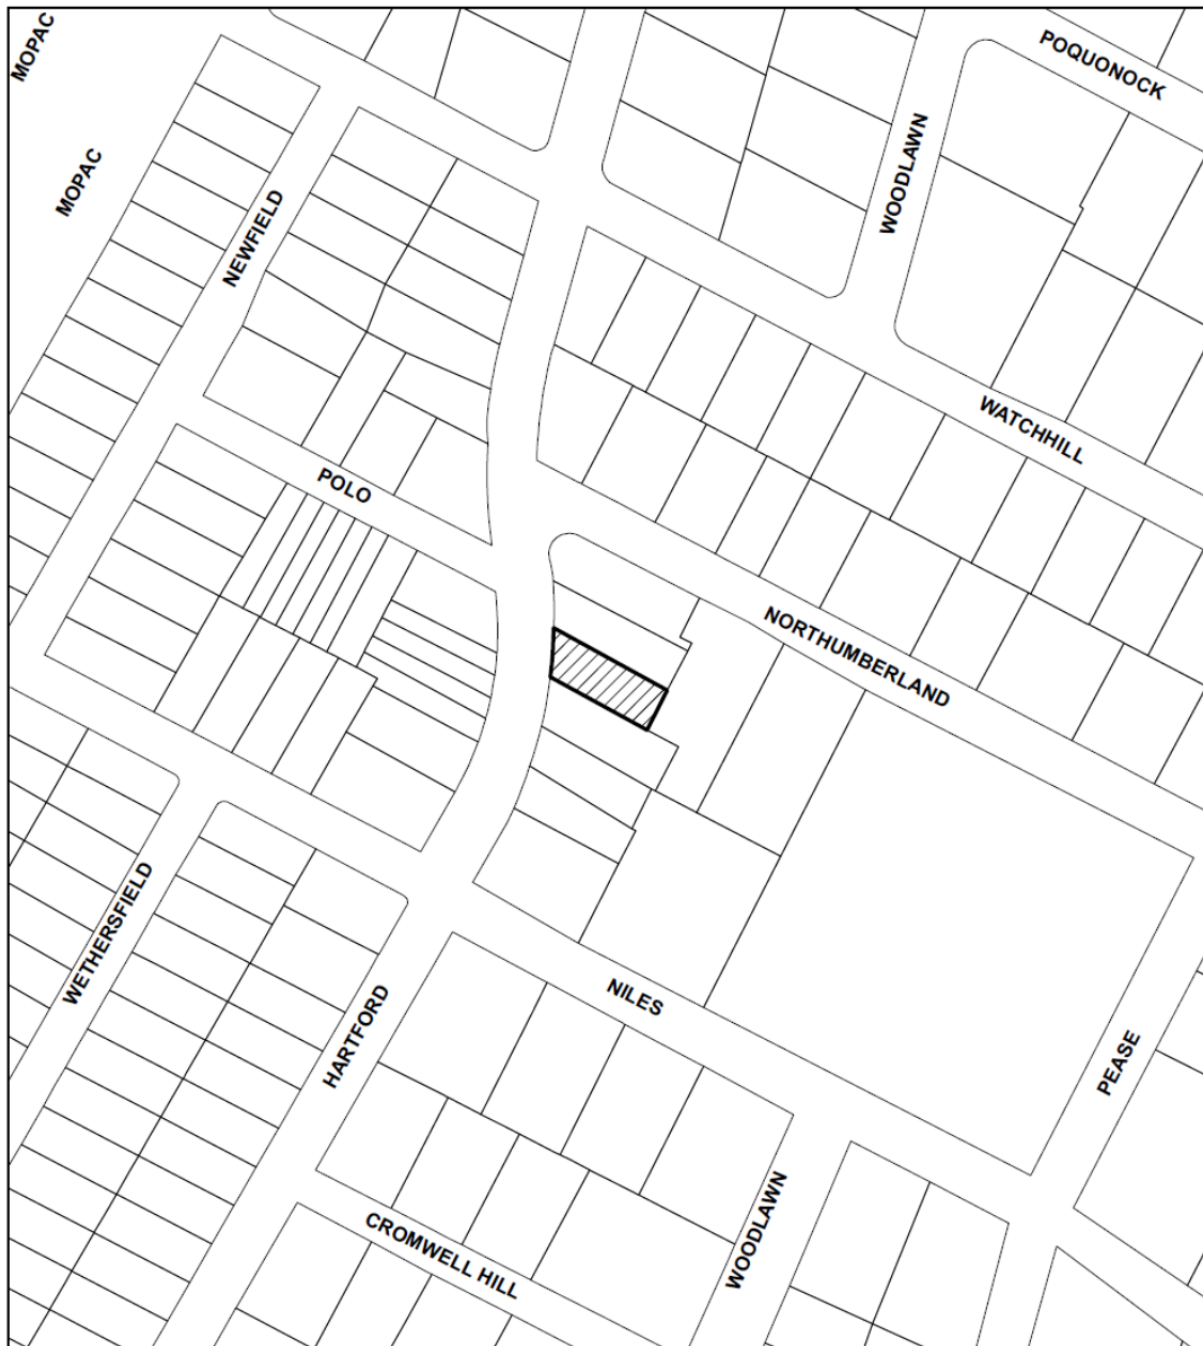 MOPAC
POQUONOCK
MOPAC
WOODLAWN
NEWFIELD
WATCHHILL
POLO
NORTHUMBERLAND
WETHERSFIELD
NILES
HARTFORD
PEASE
WOODLAWN
CROMWELL HILL